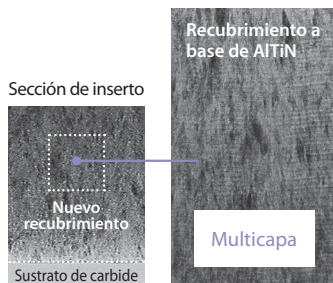 Sección de inserto
Nuevo
recubrimiento
Sustrato de carbide
Recubrimiento a
base de AlTiN
Multicapa